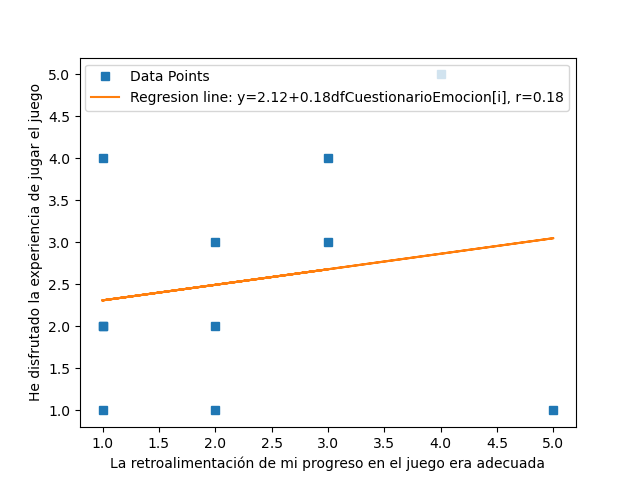 5.0
4.5
4.0
3.5
3.0
2.5
2.0
1.5
1.0
He disfrutado la experiencia de jugar el juego
Data Points
Regresion line: y=2.12+0.18dfCuestionarioEmocion[i], r=0.18
1.0 1.5 2.0 2.5 3.0 3.5 4.0 4.5 5.0
La retroalimentación de mi progreso en el juego era adecuada